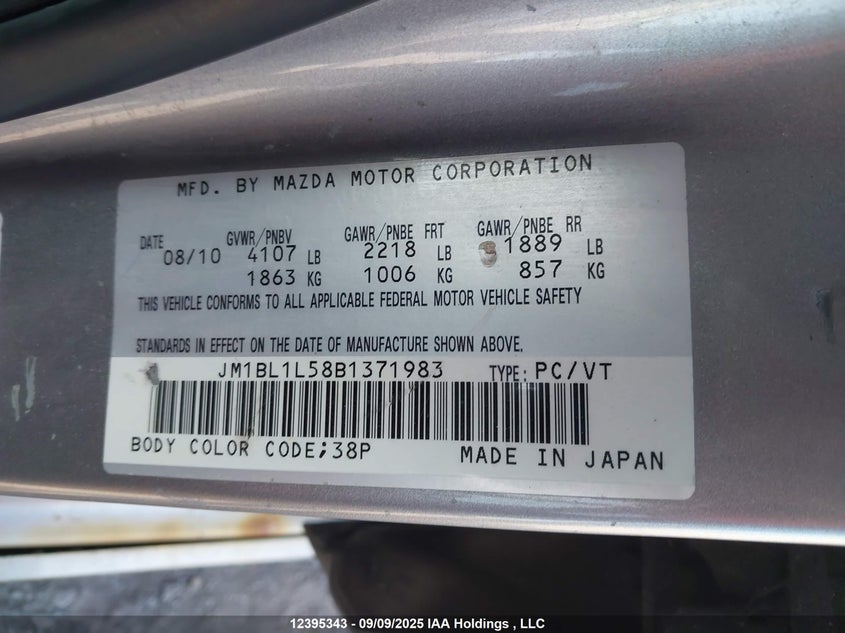 MFD. BY MAZDA MOTOR CORPORATION
DATE GVWR/PNBV GAWR/PNBE FRT GAWR/PNBE RR
08/10 4107 LB 2218 LB 1889 LB
1863 KG 1006 KG 857 KG
THIS VEHICLE CONFORMS TO ALL APPLICABLE FEDERAL MOTOR VEHICLE SAFETY
STANDARDS IN EFFECT ON THE DATE OF MANUFACTURE SHOWN ABOVE.
JM1BL1L58B1371983 TYPE: PC/VT
BODY COLOR CODE;38P MADE IN JAPAN
12395343 - 09/09/2025 IAA Holdings , LLC